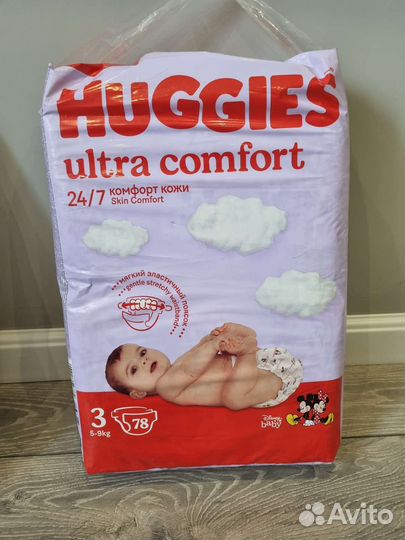 HUGGIES
ultra comfort
24/7 комфорт кожи
Skin Comfort
мягкий эластичный поясок
gentle stretchy waistband
3 78
5-9kg
Disney
baby
Avito